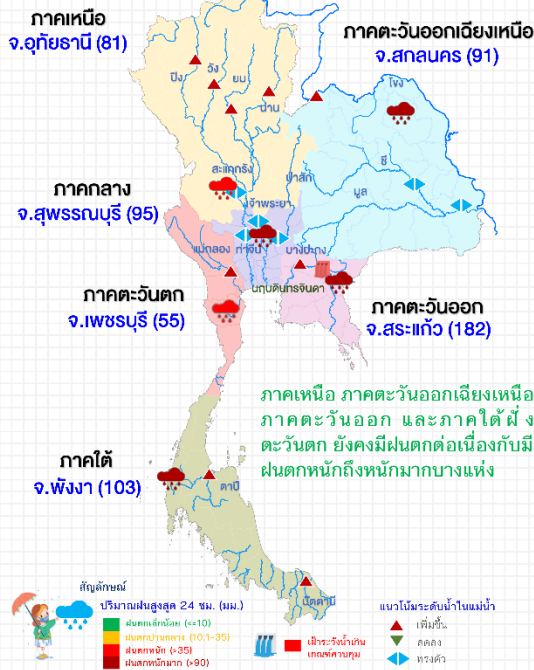 ภาคเหนือ
จ.อุทัยธานี (81)
ภาคตะวันออกเฉียงเหนือ
จ.สกลนคร (91)
ปิง
วัง
ยม
น่าน
โขง
สะแกกรัง
ป่าสัก
ชี
มูล
ภาคกลาง
จ.สุพรรณบุรี (95)
เจ้าพระยา
แม่กลอง
ท่าจีน
บางปะกง
นฤบดินทรจินดา
ภาคตะวันตก
จ.เพชรบุรี (55)
ภาคตะวันออก
จ.สระแก้ว (182)
ภาคเหนือ ภาคตะวันออกเฉียงเหนือ
ภาคตะวันออก และภาคใต้ฝั่ง
ตะวันตก ยังคงมีฝนตกต่อเนื่องกับมี
ฝนตกหนักถึงหนักมากบางแห่ง
ภาคใต้
จ.พังงา (103)
ตาปี
ปัตตานี
สัญลักษณ์
ปริมาณฝนสูงสุด 24 ชม. (มม.)
ฝนตกเล็กน้อย (<=10)
ฝนตกปานกลาง (10.1-35)
ฝนตกหนัก (>35)
ฝนตกหนักมาก (>90)
เฝ้าระวังน้ำเกิน
เกณฑ์ควบคุม
แนวโน้มระดับน้ำในแม่น้ำ
เพิ่มขึ้น
ลดลง
ทรงตัว